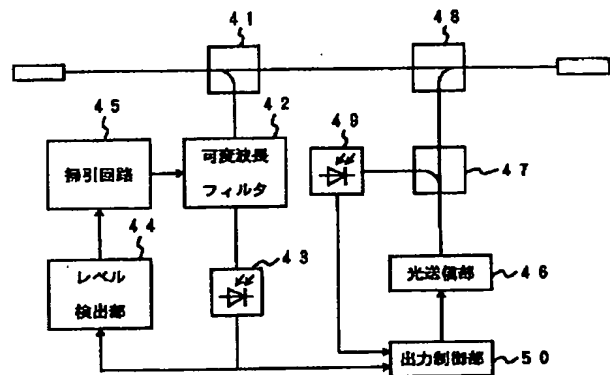 ４１
４８
４５
４２
４９
掃引回路
可変波長
フィルタ
４７
４４
４３
レベル
検出部
光送信部
４６
出力制御部
５０